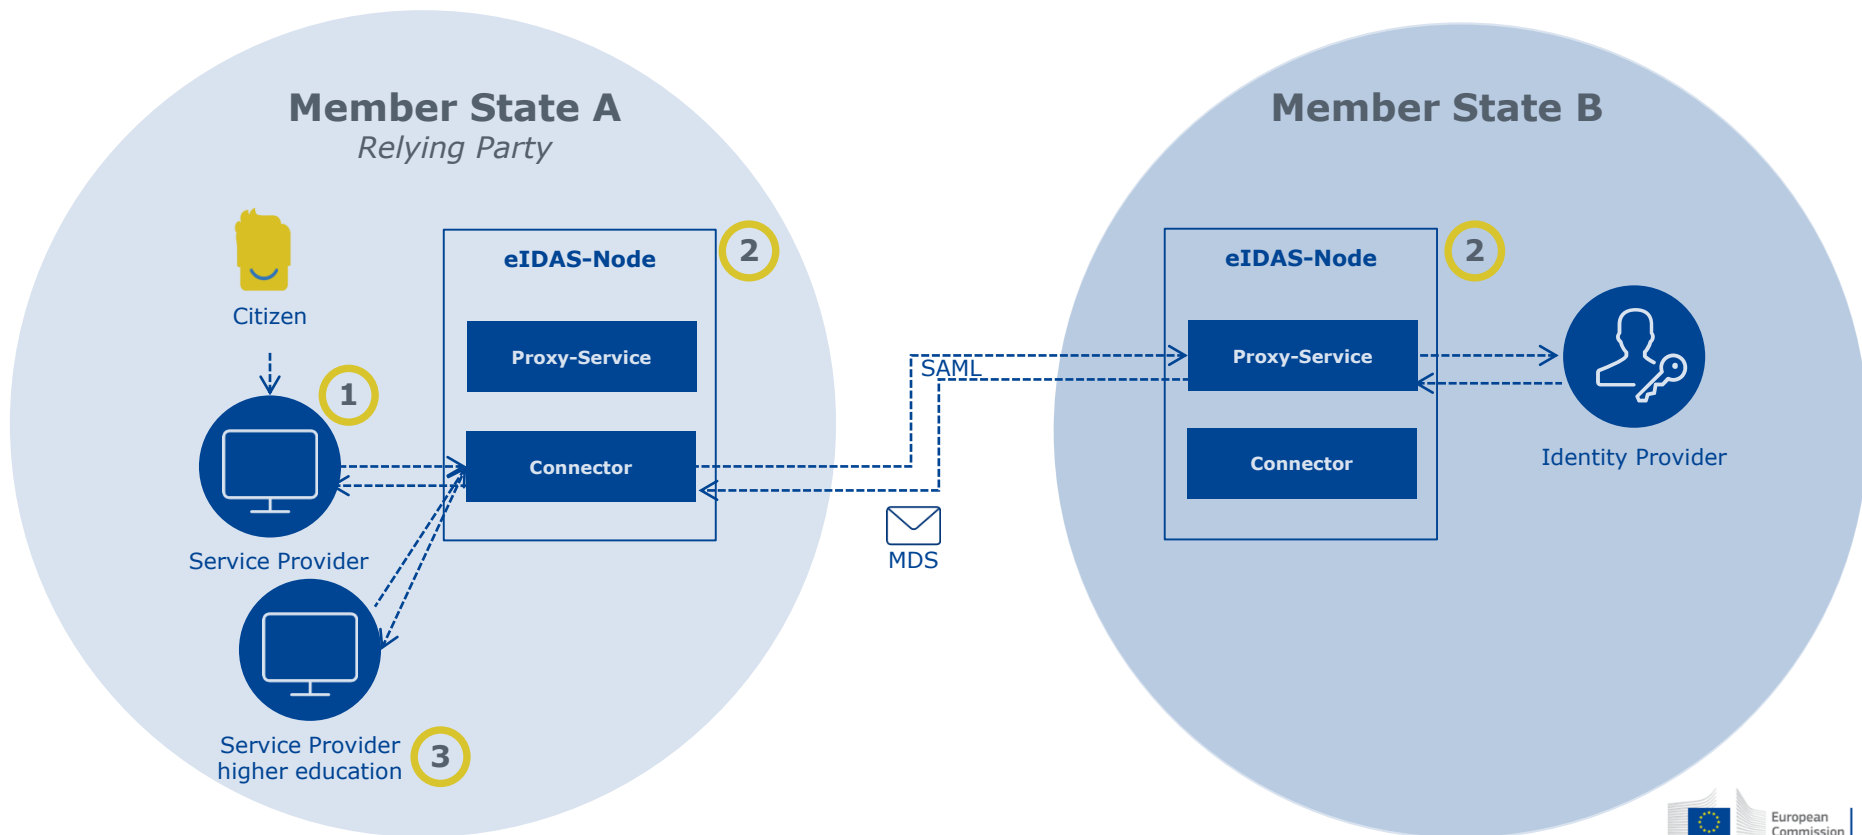 Member State A
Relying Party
Member State B
Citizen
eIDAS-Node
2
Proxy-Service
Connector
1
Service Provider
Service Provider
higher education
3
SAML
MDS
eIDAS-Node
2
Proxy-Service
Connector
Identity Provider
European
Commission